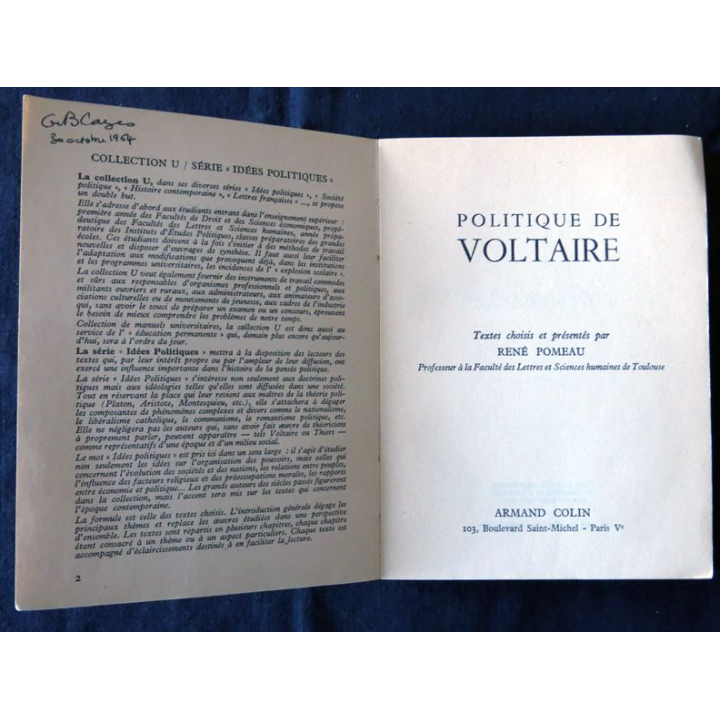 G.B Cazes
30 octobre 1964
COLLECTION U / SÉRIE « IDÉES POLITIQUES »
La collection U, dans ses diverses séries « Idées politiques », « Société
politique », « Histoire contemporaine », « Lettres françaises » ..., se propose
un double but.
Elle s'adresse d'abord aux étudiants entrant dans l'enseignement supérieur :
première année des Facultés de Droit et des Sciences économiques, propé-
deutique des Facultés des Lettres et Sciences humaines, année prépa-
ratoire des Instituts d'Études Politiques, classes préparatoires des grandes
écoles. Ces étudiants doivent à la fois s'initier à des méthodes de travail
nouvelles et disposer d'ouvrages de synthèse. Il faut aussi leur faciliter
l'adaptation aux modifications que provoquent déjà, dans les institutions
et les programmes universitaires, les incidences de l' « explosion scolaire ».
La collection U veut également fournir des instruments de travail commodes
et sûrs aux responsables d'organismes professionnels et politiques, aux
militants ouvriers et ruraux, aux administrateurs, aux animateurs d'asso-
ciations culturelles ou de mouvements de jeunesse, aux cadres de l'industrie
qui, sans avoir le souci de préparer un examen ou un concours, éprouvent
le besoin de mieux comprendre les problèmes de notre temps.
Collection de manuels universitaires, la collection U est donc aussi au
service de l' « éducation permanente » qui, demain plus encore qu'aujour-
d'hui, sera à l'ordre du jour.
La série « Idées Politiques » mettra à la disposition des lecteurs des
textes qui, par leur intérêt propre ou par l'ampleur de leur diffusion, ont
exercé une influence importante dans l'histoire de la pensée politique.
La série « Idées Politiques » s'intéresse non seulement aux doctrines poli-
tiques mais aux idéologies telles qu'elles sont diffusées dans une société.
Tout en réservant la place qui leur revient aux maîtres de la théorie poli-
tique (Platon, Aristote, Montesquieu, etc.), elle s'attachera à dégager
les composantes de phénomènes complexes et divers comme le nationalisme,
le libéralisme catholique, le communisme, le romantisme politique, etc.
Elle ne négligera pas les auteurs qui, sans avoir fait œuvre de théoriciens
à proprement parler, peuvent apparaître — tels Voltaire ou Thiers —
comme représentatifs d'une époque et d'un milieu social.
Le mot « Idées politiques » est pris ici dans un sens large : il s'agit d'étudier
non seulement les idées sur l'organisation des pouvoirs, mais celles qui
concernent l'évolution des sociétés et des nations, les relations entre peuples,
l'influence des facteurs religieux et des préoccupations morales, les rapports
entre économie et politique... Les grands auteurs des siècles passés figureront
dans la collection, mais l'accent sera mis sur les textes qui concernent
l'époque contemporaine.
La formule est celle des textes choisis. L'introduction générale dégage les
principaux thèmes et replace les œuvres étudiées dans une perspective
d'ensemble. Les textes sont répartis en plusieurs chapitres, chaque chapitre
étant consacré à un thème ou à un aspect particuliers. Chaque texte est
accompagné d'éclaircissements destinés à en faciliter la lecture.
2
POLITIQUE DE
VOLTAIRE
Textes choisis et présentés par
RENÉ POMEAU
Professeur à la Faculté des Lettres et Sciences humaines de Toulouse
ARMAND COLIN
103, Boulevard Saint-Michel - Paris Vᵉ